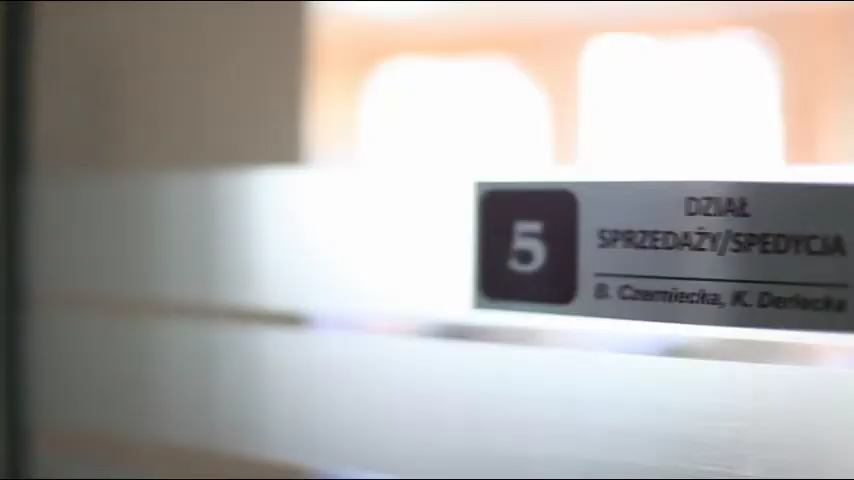 5
DZIAŁ
SPRZEDAŻY/SPEDYCJA
B. Czerniecka, K. Derlecka